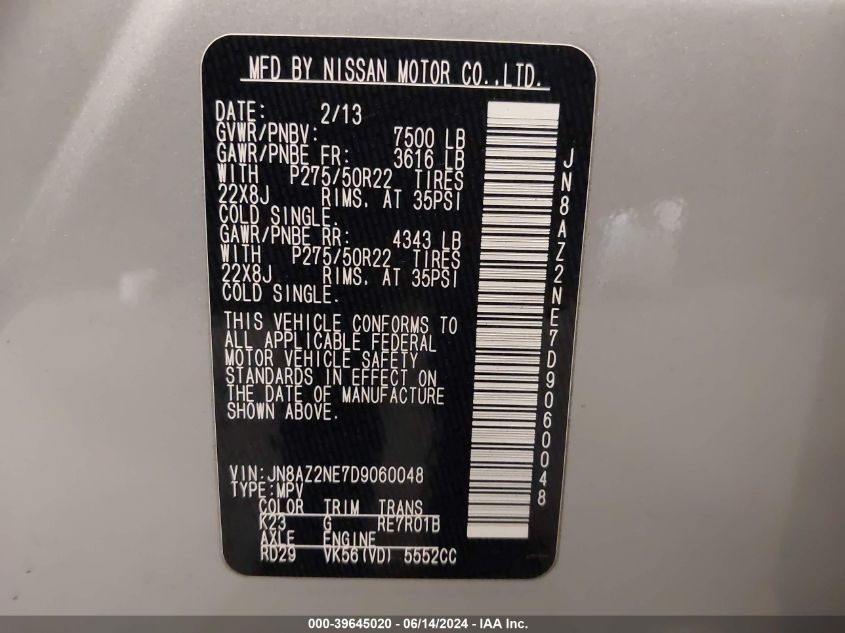 MFD BY NISSAN MOTOR CO.,LTD.
DATE: 2/13
GVWR/PNBV: 7500 LB
GAWR/PNBE FR: 3616 LB
WITH P275/50R22 TIRES
22X8J RIMS. AT 35PSI
COLD SINGLE.
GAWR/PNBE RR: 4343 LB
WITH P275/50R22 TIRES
22X8J RIMS. AT 35PSI
COLD SINGLE.
THIS VEHICLE CONFORMS TO
ALL APPLICABLE FEDERAL
MOTOR VEHICLE SAFETY
STANDARDS IN EFFECT ON
THE DATE OF MANUFACTURE
SHOWN ABOVE.
VIN:JN8AZ2NE7D9060048
TYPE:MPV
COLOR TRIM TRANS
K23 G RE7R01B
AXLE ENGINE
RD29 VK56(VD) 5552CC
JN8AZ2NE7D9060048
000-39645020 - 06/14/2024 - IAA Inc.